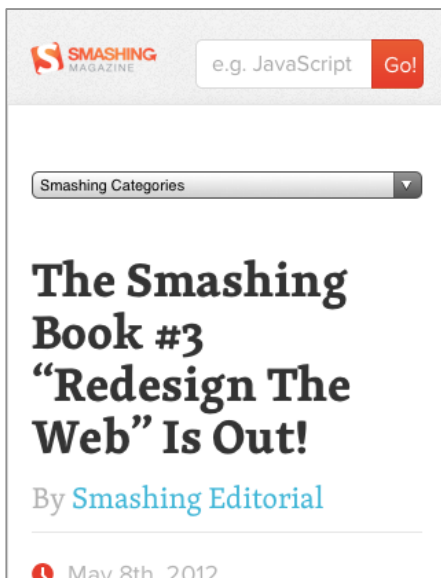 SMASHING
MAGAZINE
e.g. JavaScript
Go!
Smashing Categories
The Smashing
Book #3
“Redesign The
Web” Is Out!
By Smashing Editorial
May 8th, 2012